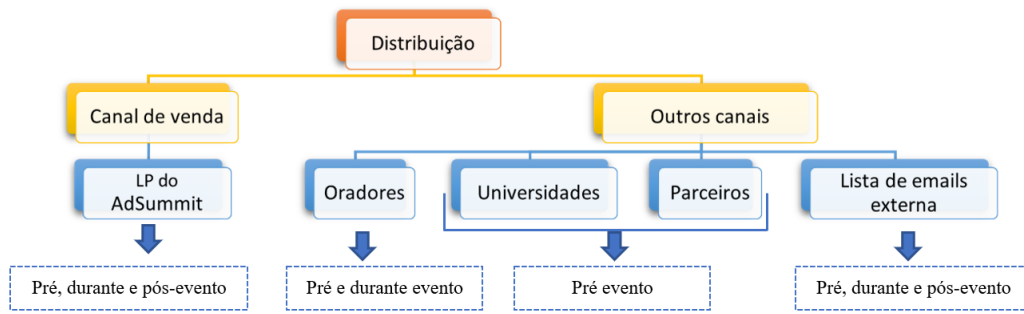 Distribuição
Canal de venda
Outros canais
LP do
AdSummit
Oradores
Universidades
Parceiros
Lista de emails
externa
Pré, durante e pós-evento
Pré e durante evento
Pré evento
Pré, durante e pós-evento